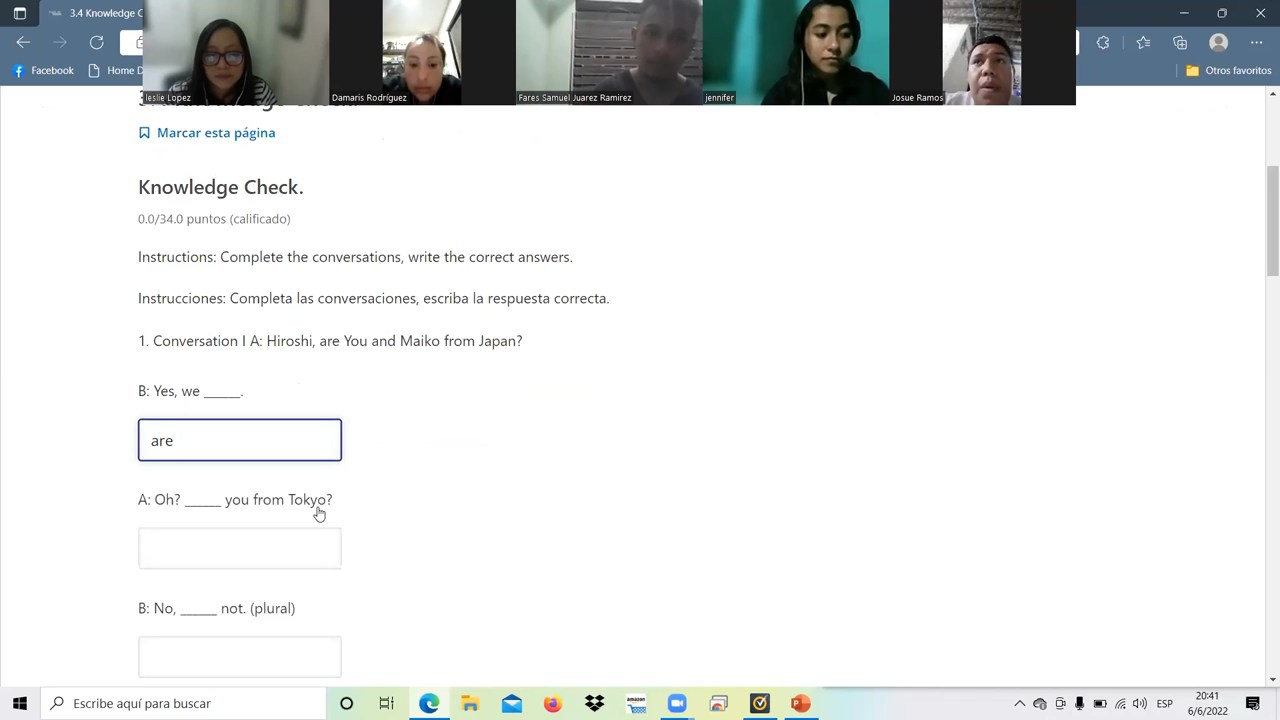 3.4 Knowledge C
Facebook
Home D
Otros favoritos
leslie Lopez
Damaris Rodríguez
Fares Samuel Juarez Ramirez
jennifer
Josue Ramos
Marcar esta página
Knowledge Check.
0.0/34.0 puntos (calificado)
Instructions: Complete the conversations, write the correct answers.
Instrucciones: Completa las conversaciones, escriba la respuesta correcta.
1. Conversation I A: Hiroshi, are You and Maiko from Japan?
B: Yes, we _____.
are
A: Oh? _____ you from Tokyo?
B: No, _____ not. (plural)
Escribe aquí para buscar
amazon
ESP
20:41
6/6/2022